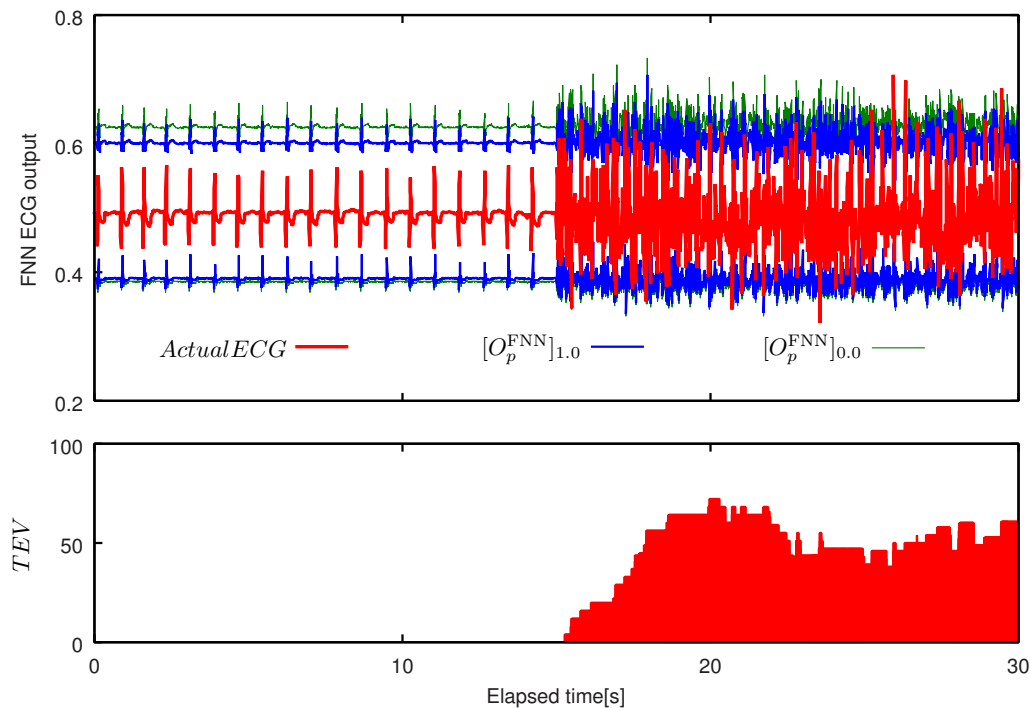 0.8
0.6
0.4
0.2
FNN ECG output
ActualECG
[O_p^FNN]_1.0
[O_p^FNN]_0.0
100
50
0
TEV
0 10 20 30
Elapsed time[s]